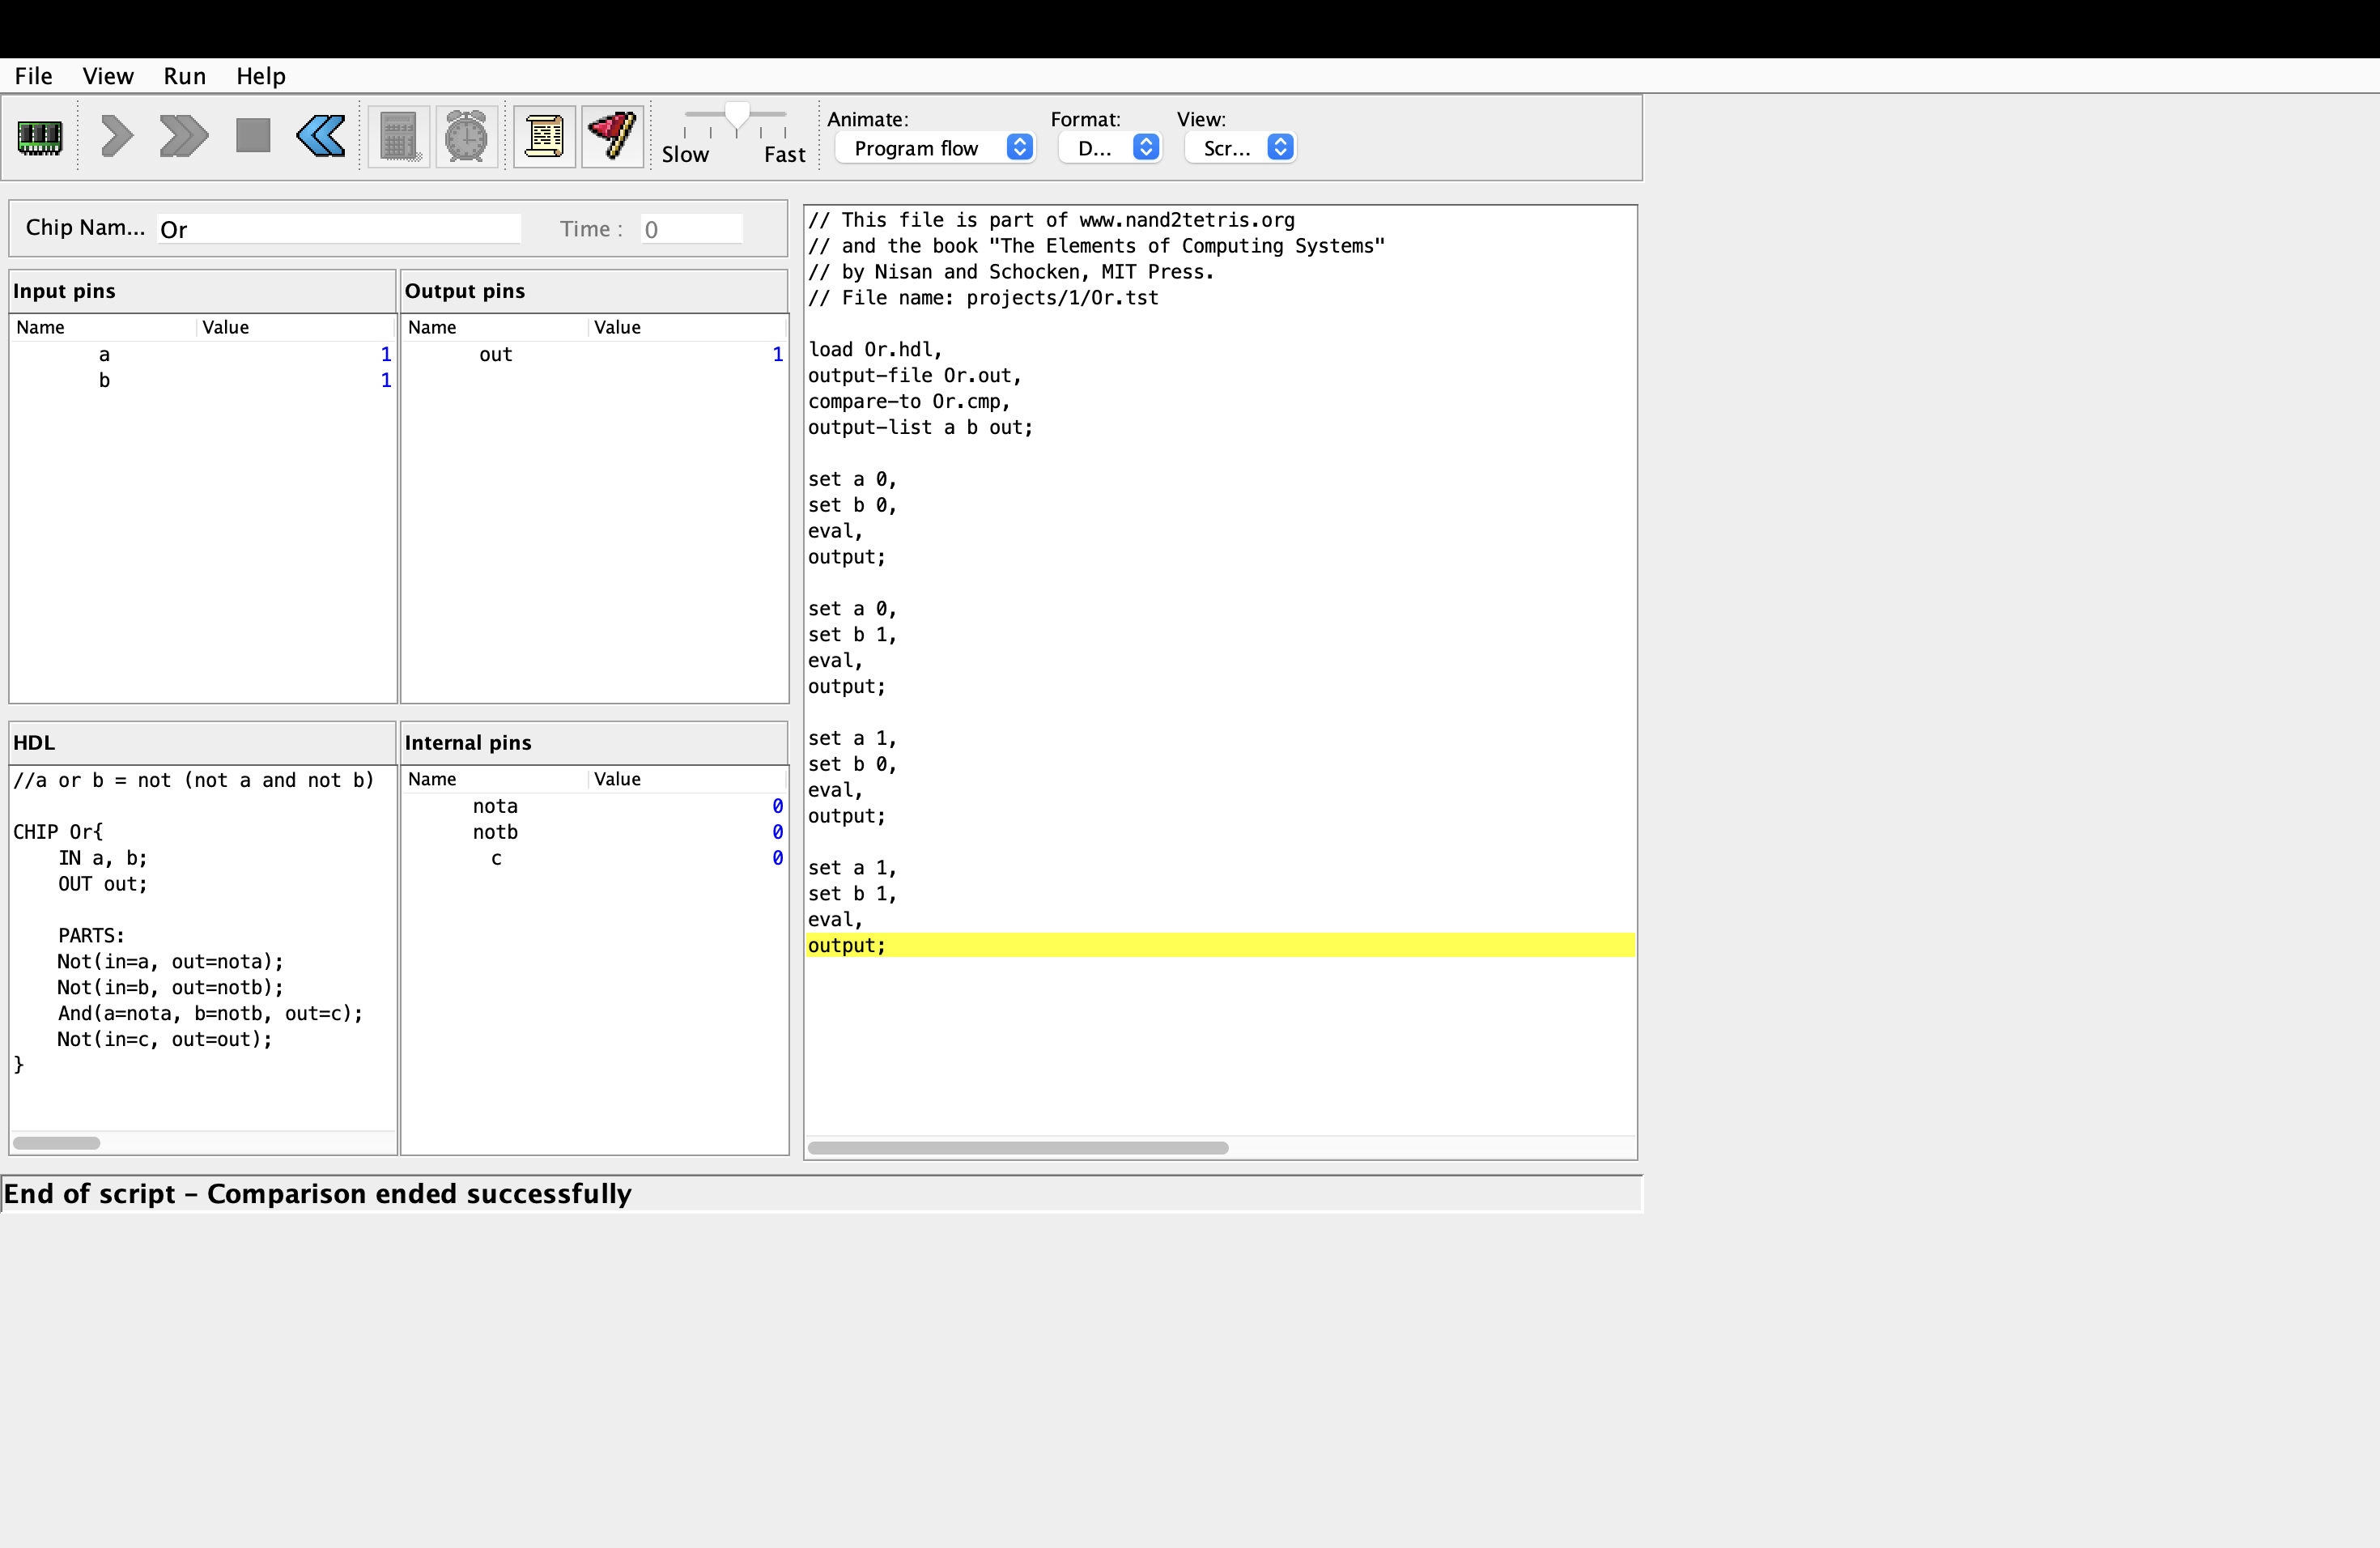 File View Run Help
Animate: Format: View:
Slow Fast Program flow D... Scr...
Chip Nam... Or Time : 0
Input pins
Name Value
a 1
b 1
Output pins
Name Value
out 1
HDL
//a or b = not (not a and not b)
CHIP Or{
IN a, b;
OUT out;
PARTS:
Not(in=a, out=nota);
Not(in=b, out=notb);
And(a=nota, b=notb, out=c);
Not(in=c, out=out);
}
Internal pins
Name Value
nota 0
notb 0
c 0
// This file is part of www.nand2tetris.org
// and the book "The Elements of Computing Systems"
// by Nisan and Schocken, MIT Press.
// File name: projects/1/Or.tst
load Or.hdl,
output-file Or.out,
compare-to Or.cmp,
output-list a b out;
set a 0,
set b 0,
eval,
output;
set a 0,
set b 1,
eval,
output;
set a 1,
set b 0,
eval,
output;
set a 1,
set b 1,
eval,
output;
End of script – Comparison ended successfully